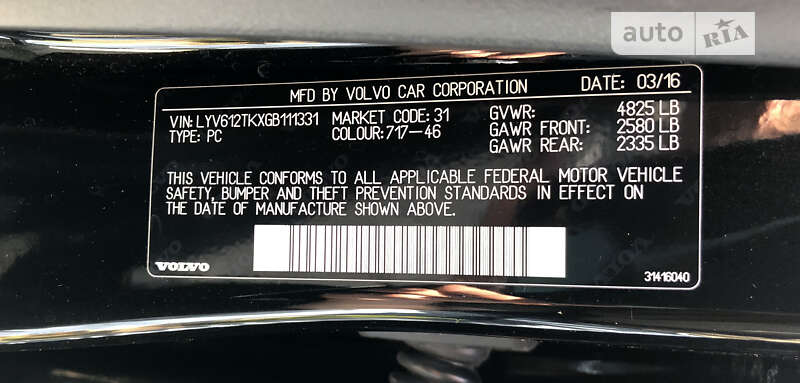 auto RIA
MFD BY VOLVO CAR CORPORATION DATE: 03/16
VIN: LYV612TKXGB111331 MARKET CODE: 31 GVWR: 4825 LB
TYPE: PC COLOUR: 717-46 GAWR FRONT: 2580 LB
GAWR REAR: 2335 LB
THIS VEHICLE CONFORMS TO ALL APPLICABLE FEDERAL MOTOR VEHICLE
SAFETY, BUMPER AND THEFT PREVENTION STANDARDS IN EFFECT ON
THE DATE OF MANUFACTURE SHOWN ABOVE.
VOLVO 31416040